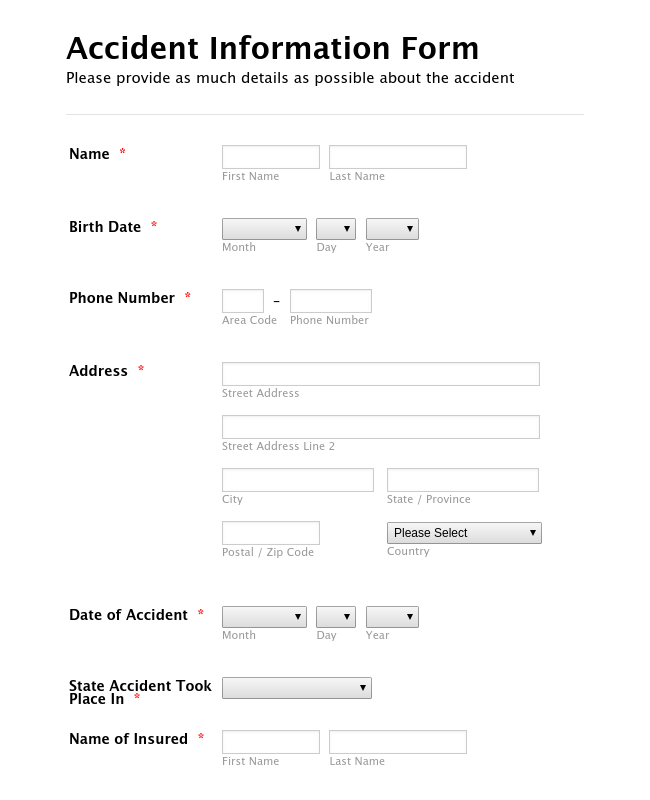 Accident Information Form
Please provide as much details as possible about the accident
Name *
First Name Last Name
Birth Date *
Month Day Year
Phone Number *
-
Area Code Phone Number
Address *
Street Address
Street Address Line 2
City State / Province
Please Select
Postal / Zip Code Country
Date of Accident *
Month Day Year
State Accident Took
Place In *
Name of Insured *
First Name Last Name